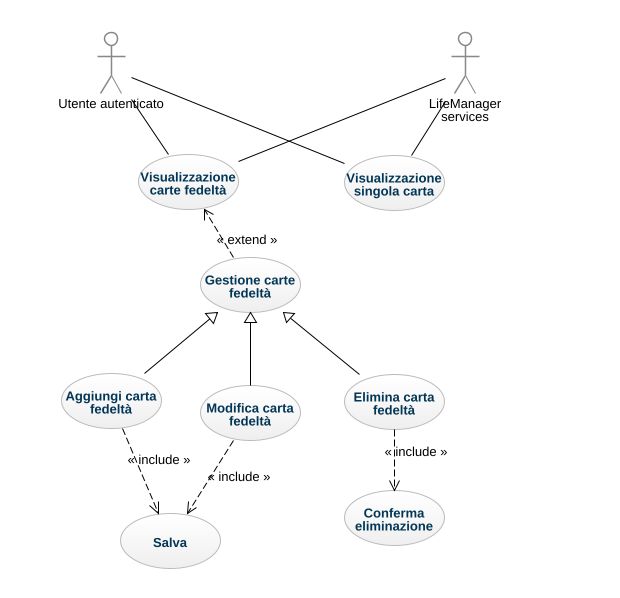 Utente autenticato
LifeManager
services
Visualizzazione
carte fedeltà
Visualizzazione
singola carta
« extend »
Gestione carte
fedeltà
Aggiungi carta
fedeltà
Modifica carta
fedeltà
Elimina carta
fedeltà
« include »
« include »
« include »
Salva
Conferma
eliminazione